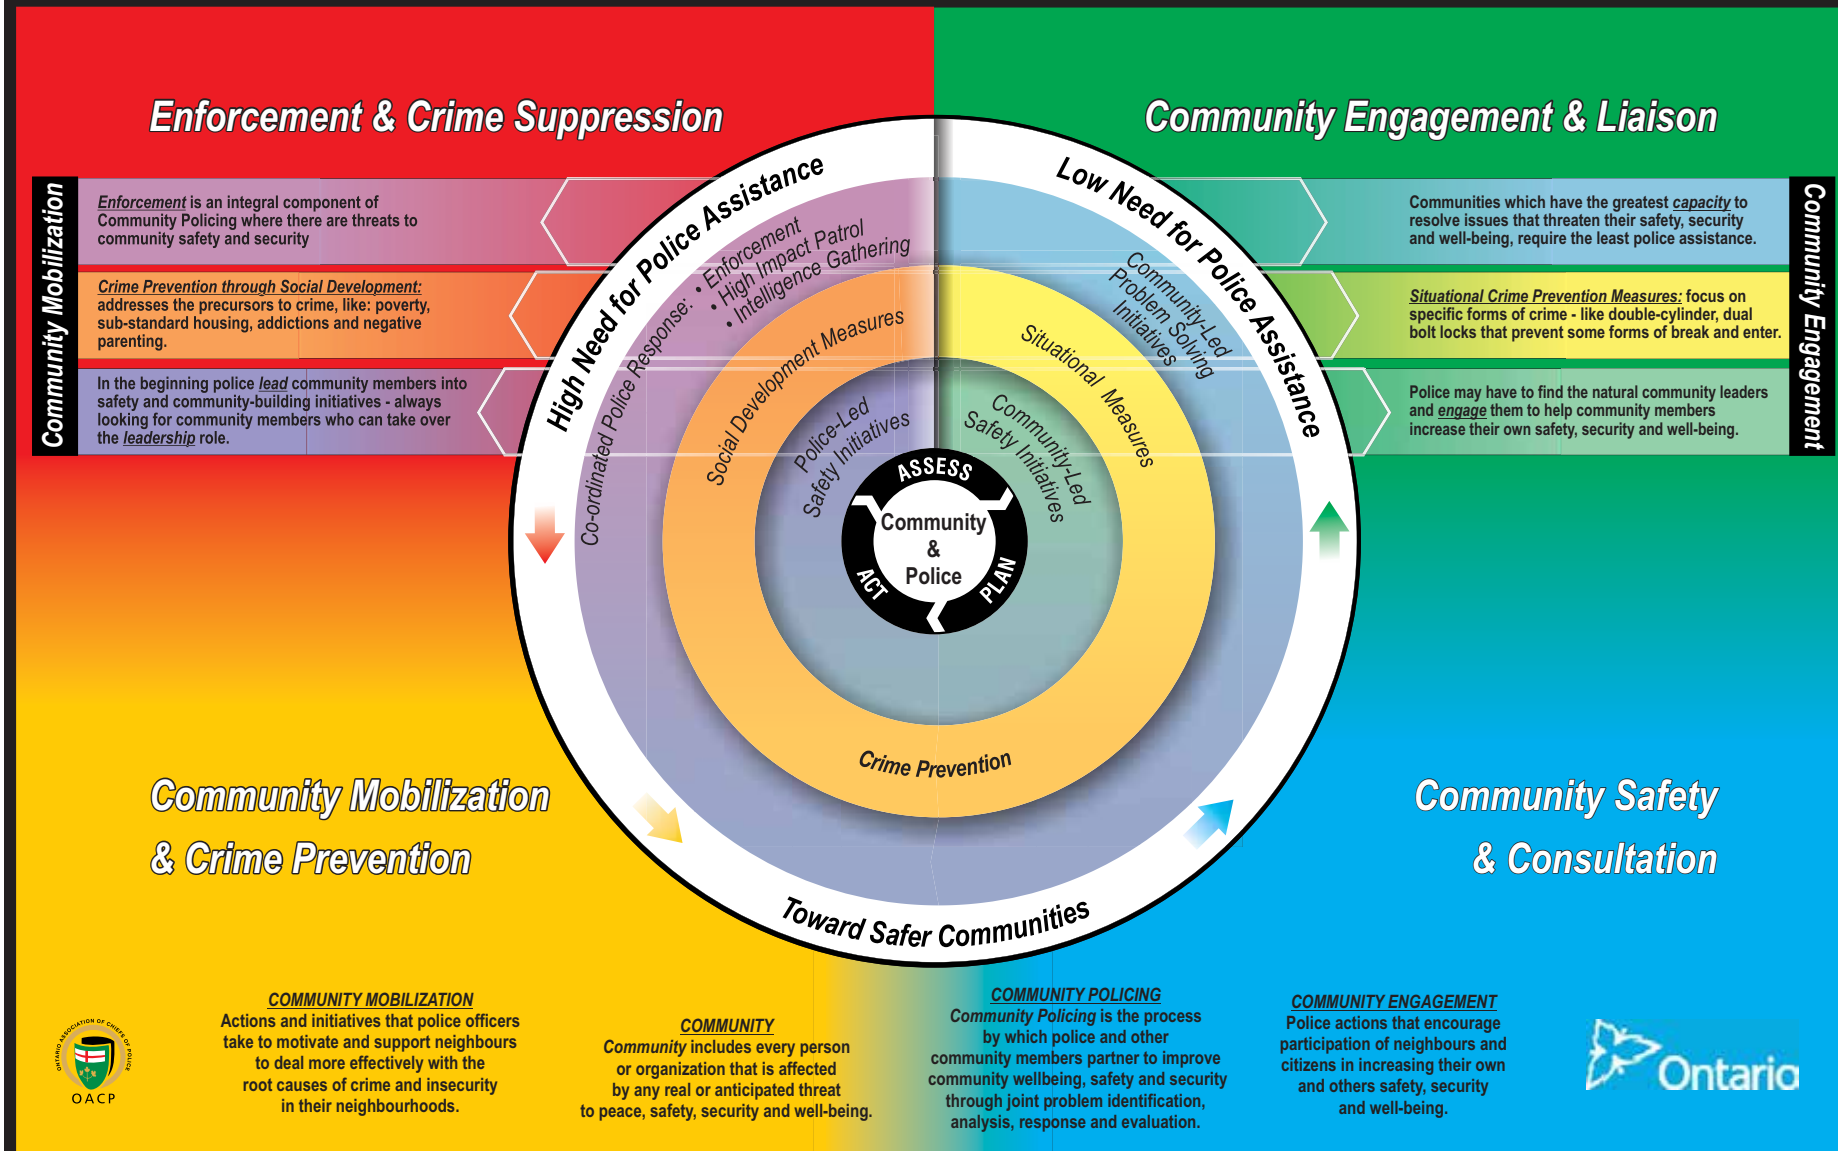 Enforcement & Crime Suppression
Community Engagement & Liaison
Community Mobilization
Enforcement is an integral component of
Community Policing where there are threats to
community safety and security
Crime Prevention through Social Development:
addresses the precursors to crime, like: poverty,
sub-standard housing, addictions and negative
parenting.
In the beginning police lead community members into
safety and community-building initiatives - always
looking for community members who can take over
the leadership role.
High Need for Police Assistance
Co-ordinated Police Response:
• Enforcement
• High Impact Patrol
• Intelligence Gathering
Social Development Measures
Police-Led
Safety Initiatives
Low Need for Police Assistance
Community-Led
Problem Solving
Initiatives
Situational Measures
Community-Led
Safety Initiatives
ASSESS
PLAN
ACT
Community
&
Police
Crime Prevention
Toward Safer Communities
Communities which have the greatest capacity to
resolve issues that threaten their safety, security
and well-being, require the least police assistance.
Situational Crime Prevention Measures: focus on
specific forms of crime - like double-cylinder, dual
bolt locks that prevent some forms of break and enter.
Police may have to find the natural community leaders
and engage them to help community members
increase their own safety, security and well-being.
Community Engagement
Community Mobilization
& Crime Prevention
Community Safety
& Consultation
ONTARIO ASSOCIATION OF CHIEFS OF POLICE
OACP
COMMUNITY MOBILIZATION
Actions and initiatives that police officers
take to motivate and support neighbours
to deal more effectively with the
root causes of crime and insecurity
in their neighbourhoods.
COMMUNITY
Community includes every person
or organization that is affected
by any real or anticipated threat
to peace, safety, security and well-being.
COMMUNITY POLICING
Community Policing is the process
by which police and other
community members partner to improve
community wellbeing, safety and security
through joint problem identification,
analysis, response and evaluation.
COMMUNITY ENGAGEMENT
Police actions that encourage
participation of neighbours and
citizens in increasing their own
and others safety, security
and well-being.
Ontario